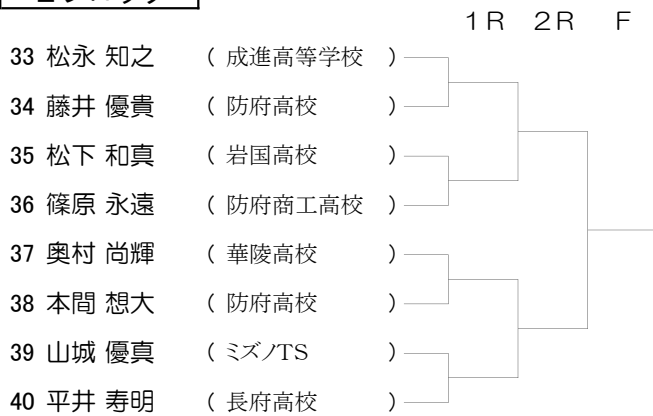 1R 2R F
33 松永 知之 ( 成進高等学校 )
34 藤井 優貴 ( 防府高校 )
35 松下 和真 ( 岩国高校 )
36 篠原 永遠 ( 防府商工高校 )
37 奥村 尚輝 ( 華陵高校 )
38 本間 想大 ( 防府高校 )
39 山城 優真 ( ミズノTS )
40 平井 寿明 ( 長府高校 )